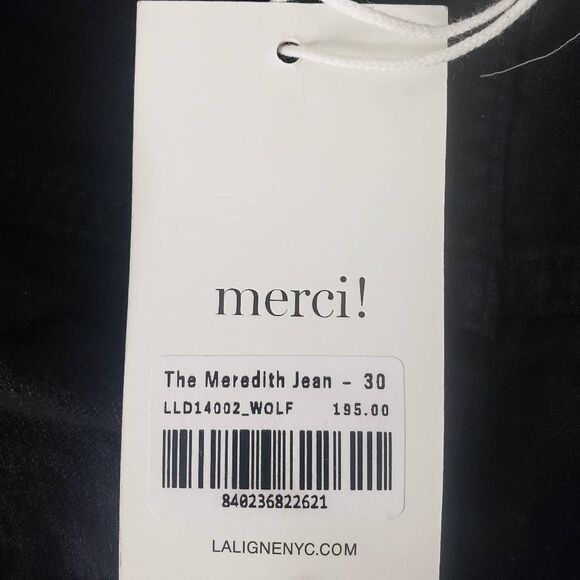 merci!
The Meredith Jean - 30
LLD14002_WOLF 195.00
840236822621
LALIGNENYC.COM